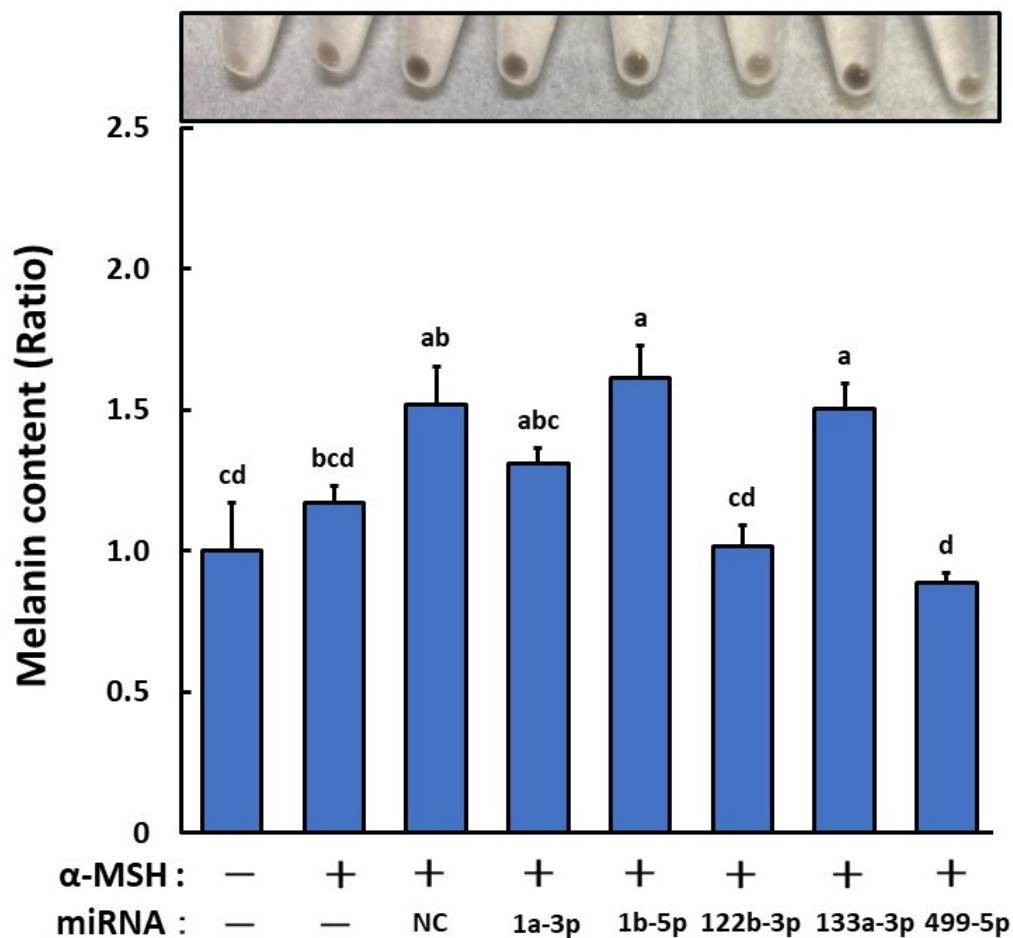 2.5
2.0
1.5
1.0
0.5
0
Melanin content (Ratio)
cd
bcd
ab
abc
a
cd
a
d
α-MSH : − + + + + + + +
miRNA : − − NC 1a-3p 1b-5p 122b-3p 133a-3p 499-5p